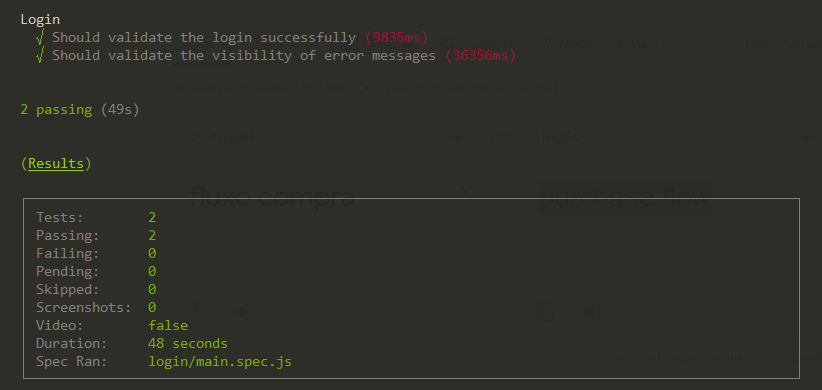 Login
√ Should validate the login successfully (9835ms)
√ Should validate the visibility of error messages (36356ms)
2 passing (49s)
(Results)
Tests: 2
Passing: 2
Failing: 0
Pending: 0
Skipped: 0
Screenshots: 0
Video: false
Duration: 48 seconds
Spec Ran: login/main.spec.js
Português
Inglês
fluxo compra
purchase flow